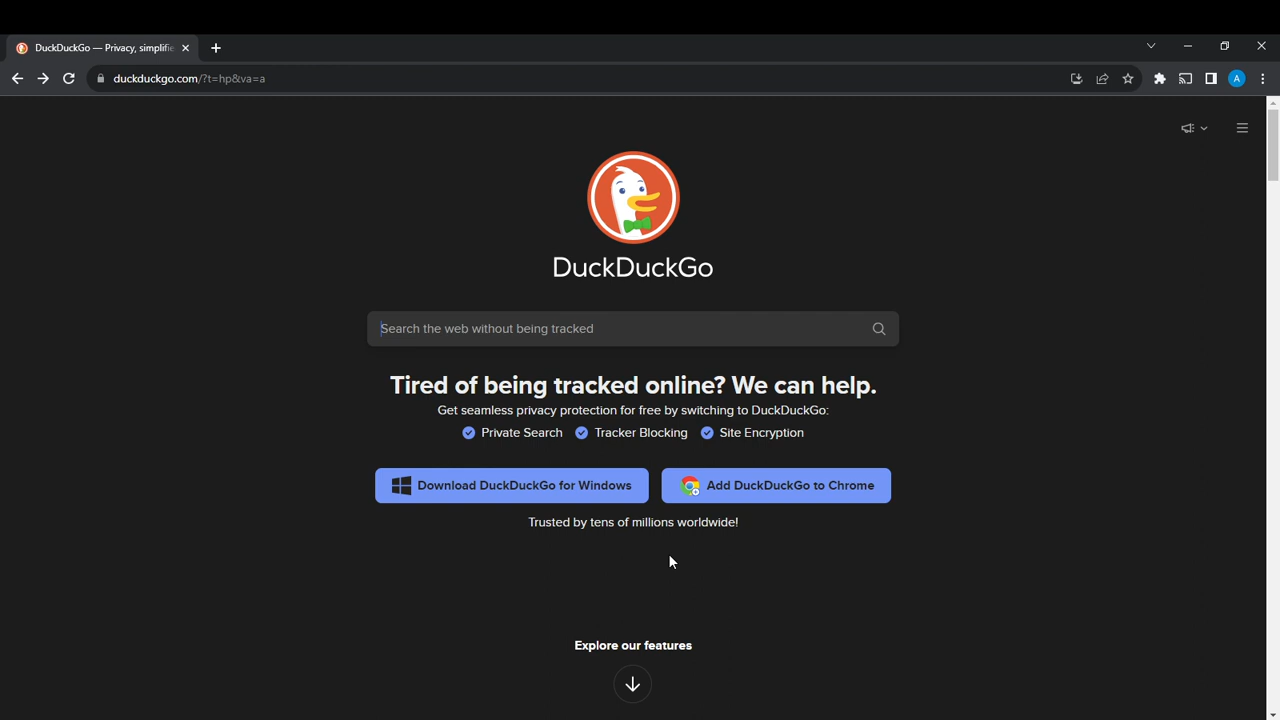 DuckDuckGo — Privacy, simplifie
duckduckgo.com/?t=hp&va=a
A
DuckDuckGo
Search the web without being tracked
Tired of being tracked online? We can help.
Get seamless privacy protection for free by switching to DuckDuckGo:
Private Search Tracker Blocking Site Encryption
Download DuckDuckGo for Windows Add DuckDuckGo to Chrome
Trusted by tens of millions worldwide!
Explore our features